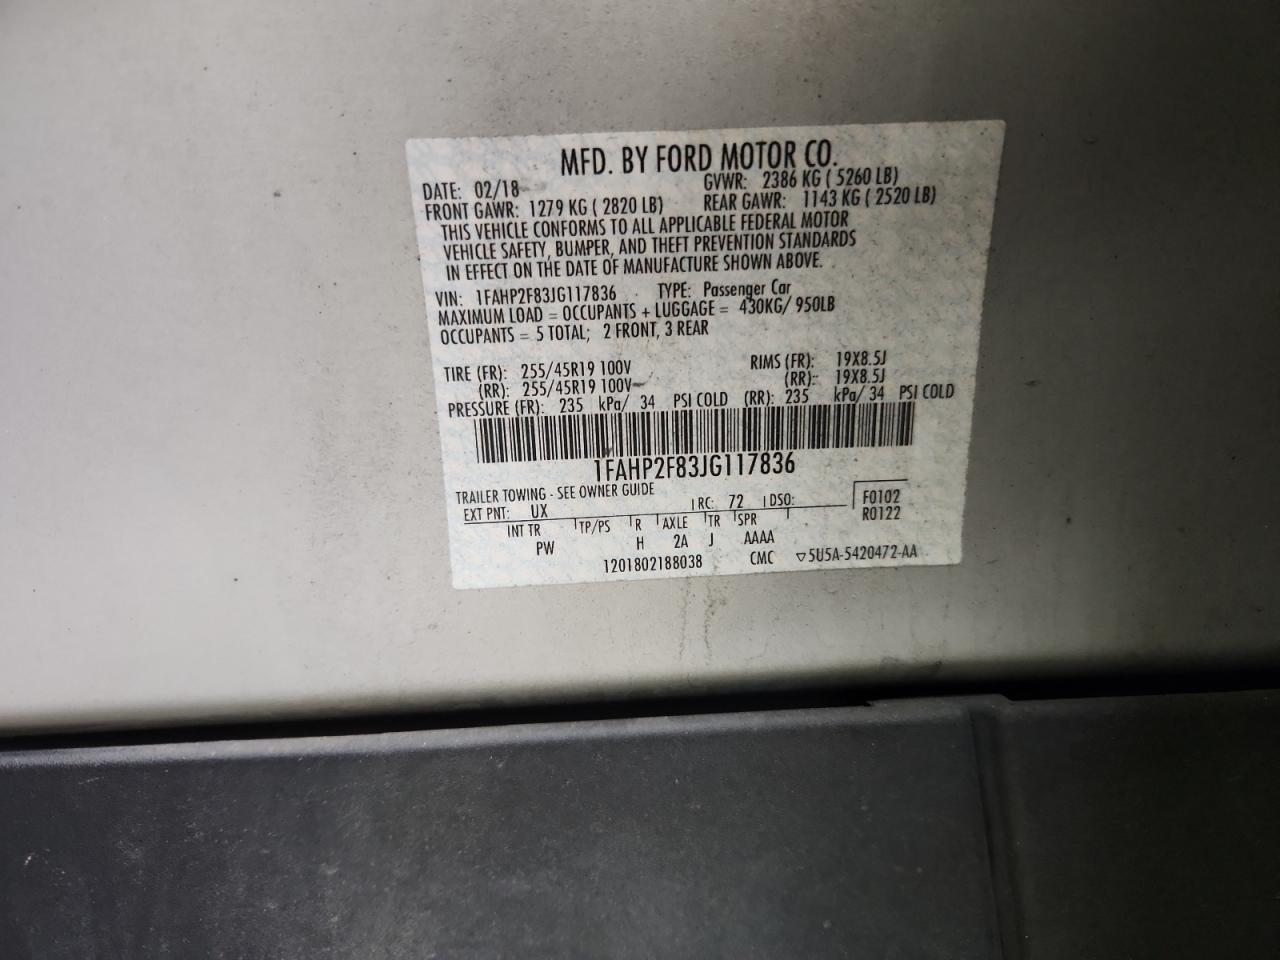 MFD. BY FORD MOTOR CO.
DATE: 02/18 GVWR: 2386 KG ( 5260 LB)
FRONT GAWR: 1279 KG ( 2820 LB) REAR GAWR: 1143 KG ( 2520 LB)
THIS VEHICLE CONFORMS TO ALL APPLICABLE FEDERAL MOTOR
VEHICLE SAFETY, BUMPER, AND THEFT PREVENTION STANDARDS
IN EFFECT ON THE DATE OF MANUFACTURE SHOWN ABOVE.
VIN: 1FAHP2F83JG117836 TYPE: Passenger Car
MAXIMUM LOAD = OCCUPANTS + LUGGAGE = 430KG/ 950LB
OCCUPANTS = 5 TOTAL; 2 FRONT, 3 REAR
TIRE (FR): 255/45R19 100V RIMS (FR): 19X8.5J
(RR): 255/45R19 100V (RR): 19X8.5J
PRESSURE (FR): 235 kPa/ 34 PSI COLD (RR): 235 kPa/ 34 PSI COLD
1FAHP2F83JG117836
TRAILER TOWING - SEE OWNER GUIDE
EXT PNT: UX RC: 72 DSO: F0102
R0122
INT TR TP/PS R AXLE TR SPR
PW H 2A J AAAA
1201802188038 CMC ▽5U5A-5420472-AA